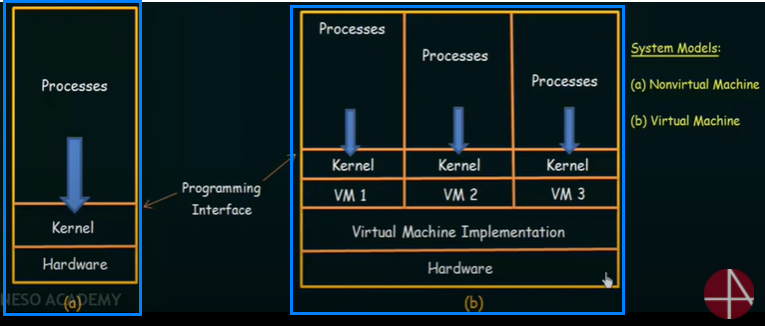 Processes
Kernel
Hardware
(a)
NESO ACADEMY
Programming
Interface
Processes
Processes
Processes
Kernel
Kernel
Kernel
VM 1
VM 2
VM 3
Virtual Machine Implementation
Hardware
(b)
System Models:
(a) Nonvirtual Machine
(b) Virtual Machine